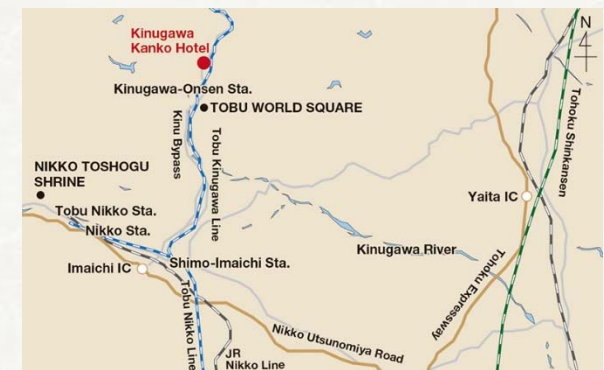 N
Kinugawa
Kanko Hotel
Kinugawa-Onsen Sta.
TOBU WORLD SQUARE
Kinu Bypass
Tobu Kinugawa Line
Tohoku Shinkansen
NIKKO TOSHOGU
SHRINE
Tobu Nikko Sta.
Nikko Sta.
Yaita IC
Kinugawa River
Imaichi IC
Shimo-Imaichi Sta.
Tohoku Expressway
Tobu Nikko Line
Nikko Utsunomiya Road
JR
Nikko Line